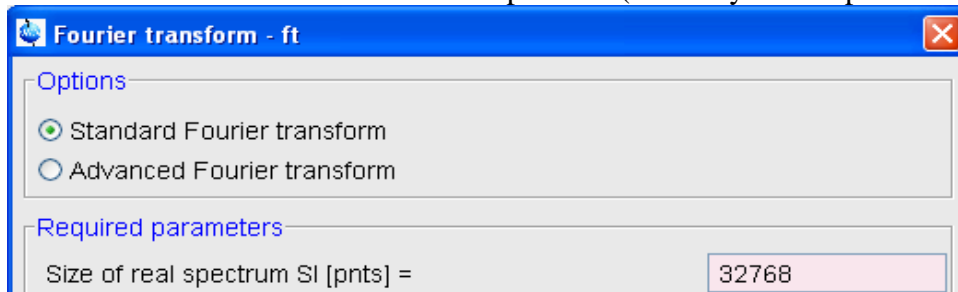 Fourier transform - ft
Options
Standard Fourier transform
Advanced Fourier transform
Required parameters
Size of real spectrum SI [pnts] = 32768